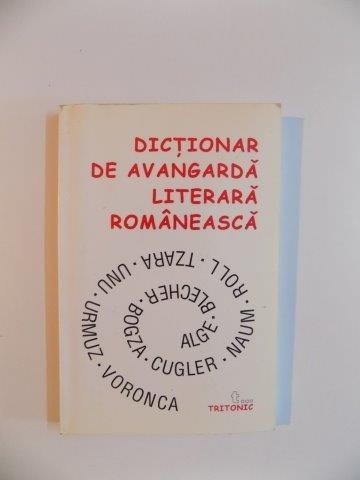 DICȚIONAR
DE AVANGARDĂ
LITERARĂ
ROMÂNEASCĂ
ALGE · BLECHER · BOGZA · CUGLER · NAUM · ROLL · TZARA · UNU · URMUZ · VORONCA
t...
TRITONIC